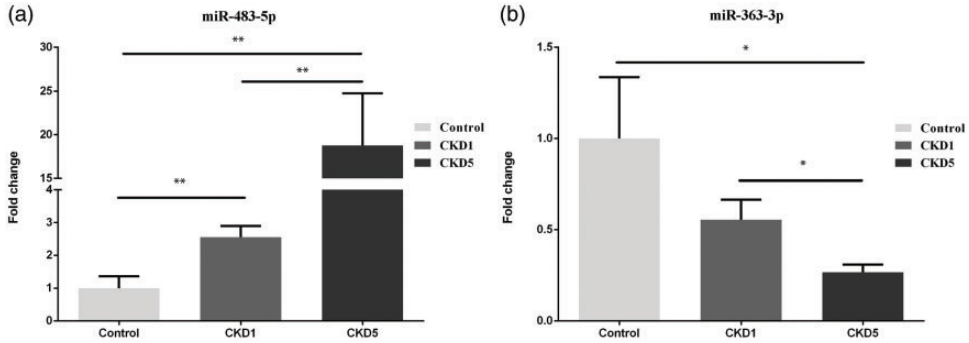 (a)
miR-483-5p
Fold change
30
25
20
15
4
3
2
1
0
**
**
**
Control
CKD1
CKD5
Control
CKD1
CKD5
(b)
miR-363-3p
Fold change
1.5
1.0
0.5
0.0
*
*
Control
CKD1
CKD5
Control
CKD1
CKD5